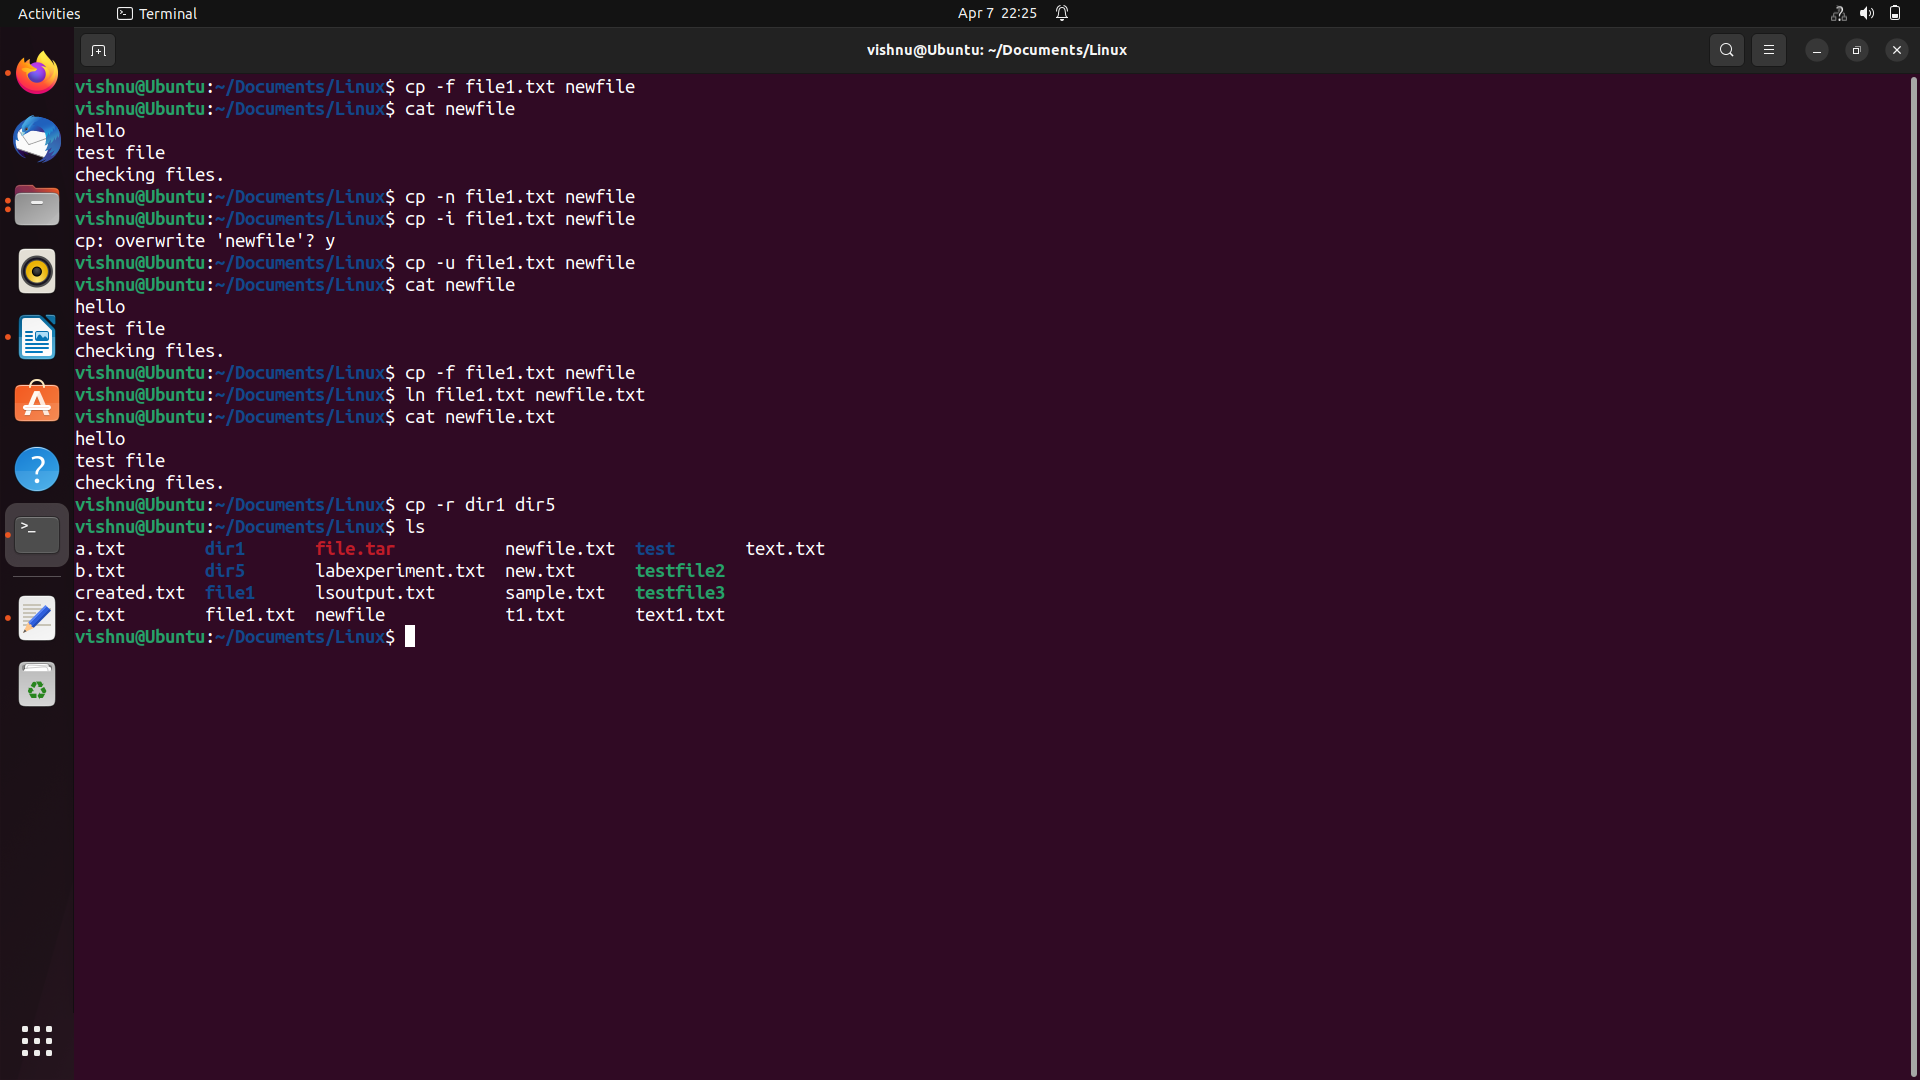 Activities Terminal Apr 7 22:25
vishnu@Ubuntu: ~/Documents/Linux
vishnu@Ubuntu:~/Documents/Linux$ cp -f file1.txt newfile
vishnu@Ubuntu:~/Documents/Linux$ cat newfile
hello
test file
checking files.
vishnu@Ubuntu:~/Documents/Linux$ cp -n file1.txt newfile
vishnu@Ubuntu:~/Documents/Linux$ cp -i file1.txt newfile
cp: overwrite 'newfile'? y
vishnu@Ubuntu:~/Documents/Linux$ cp -u file1.txt newfile
vishnu@Ubuntu:~/Documents/Linux$ cat newfile
hello
test file
checking files.
vishnu@Ubuntu:~/Documents/Linux$ cp -f file1.txt newfile
vishnu@Ubuntu:~/Documents/Linux$ ln file1.txt newfile.txt
vishnu@Ubuntu:~/Documents/Linux$ cat newfile.txt
hello
test file
checking files.
vishnu@Ubuntu:~/Documents/Linux$ cp -r dir1 dir5
vishnu@Ubuntu:~/Documents/Linux$ ls
a.txt dir1 file.tar newfile.txt test text.txt
b.txt dir5 labexperiment.txt new.txt testfile2
created.txt file1 lsoutput.txt sample.txt testfile3
c.txt file1.txt newfile t1.txt text1.txt
vishnu@Ubuntu:~/Documents/Linux$